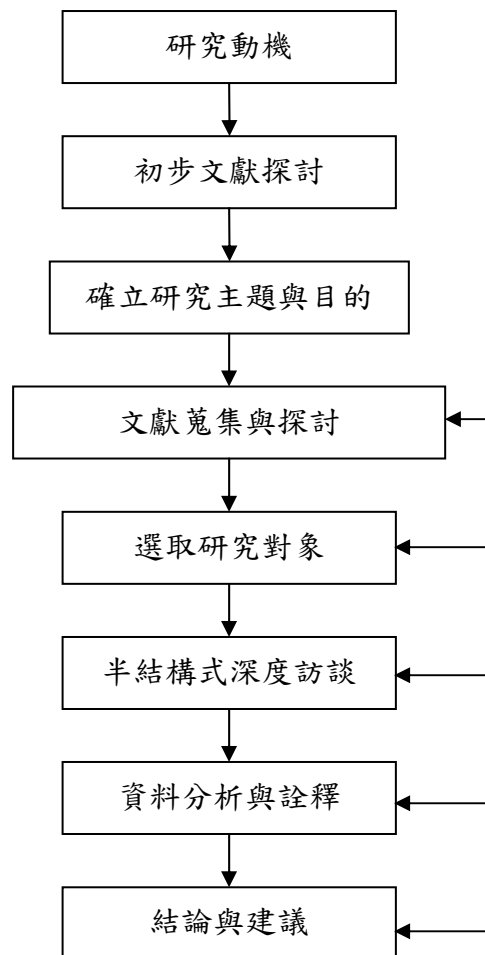 研究動機
初步文獻探討
確立研究主題與目的
文獻蒐集與探討
選取研究對象
半結構式深度訪談
資料分析與詮釋
結論與建議